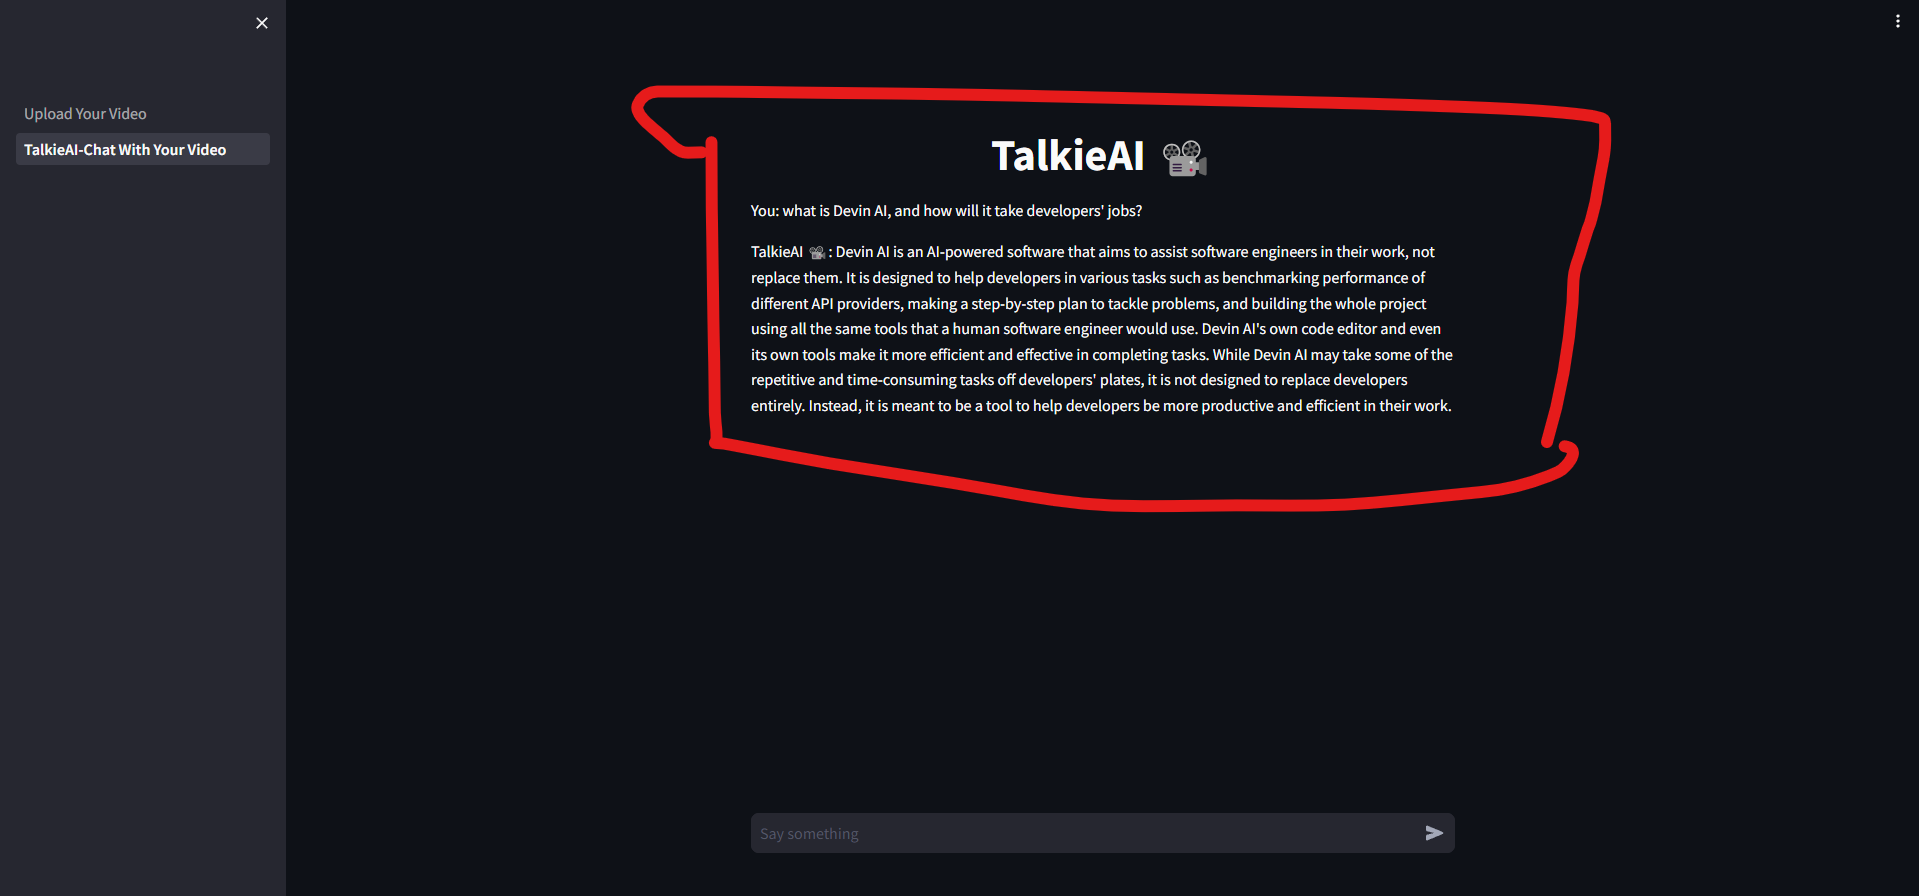 Upload Your Video
TalkieAI-Chat With Your Video
TalkieAI 🎥
You: what is Devin AI, and how will it take developers' jobs?
TalkieAI 🎥 : Devin AI is an AI-powered software that aims to assist software engineers in their work, not
replace them. It is designed to help developers in various tasks such as benchmarking performance of
different API providers, making a step-by-step plan to tackle problems, and building the whole project
using all the same tools that a human software engineer would use. Devin AI's own code editor and even
its own tools make it more efficient and effective in completing tasks. While Devin AI may take some of the
repetitive and time-consuming tasks off developers' plates, it is not designed to replace developers
entirely. Instead, it is meant to be a tool to help developers be more productive and efficient in their work.
Say something